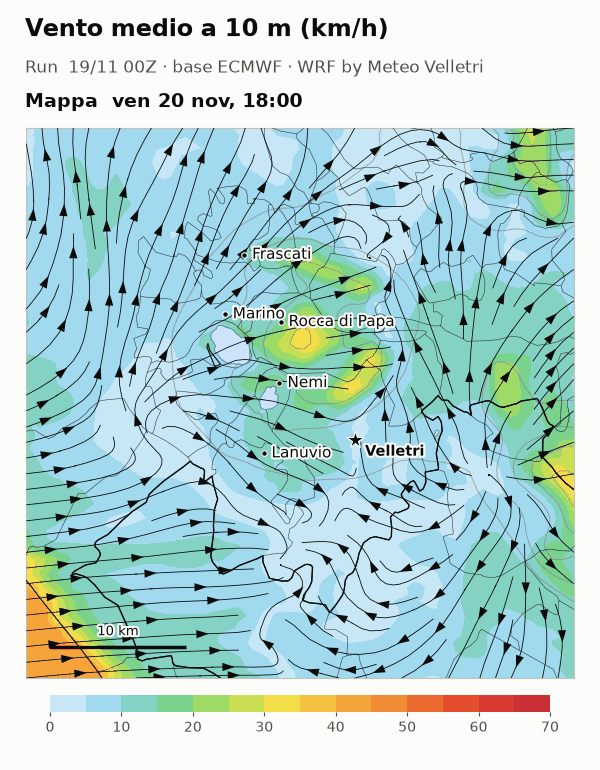 Vento medio a 10 m (km/h)
Run 19/11 00Z · base ECMWF · WRF by Meteo Velletri
Mappa ven 20 nov, 18:00
Frascati
Marino
Rocca di Papa
Nemi
Velletri
Lanuvio
10 km
0 10 20 30 40 50 60 70